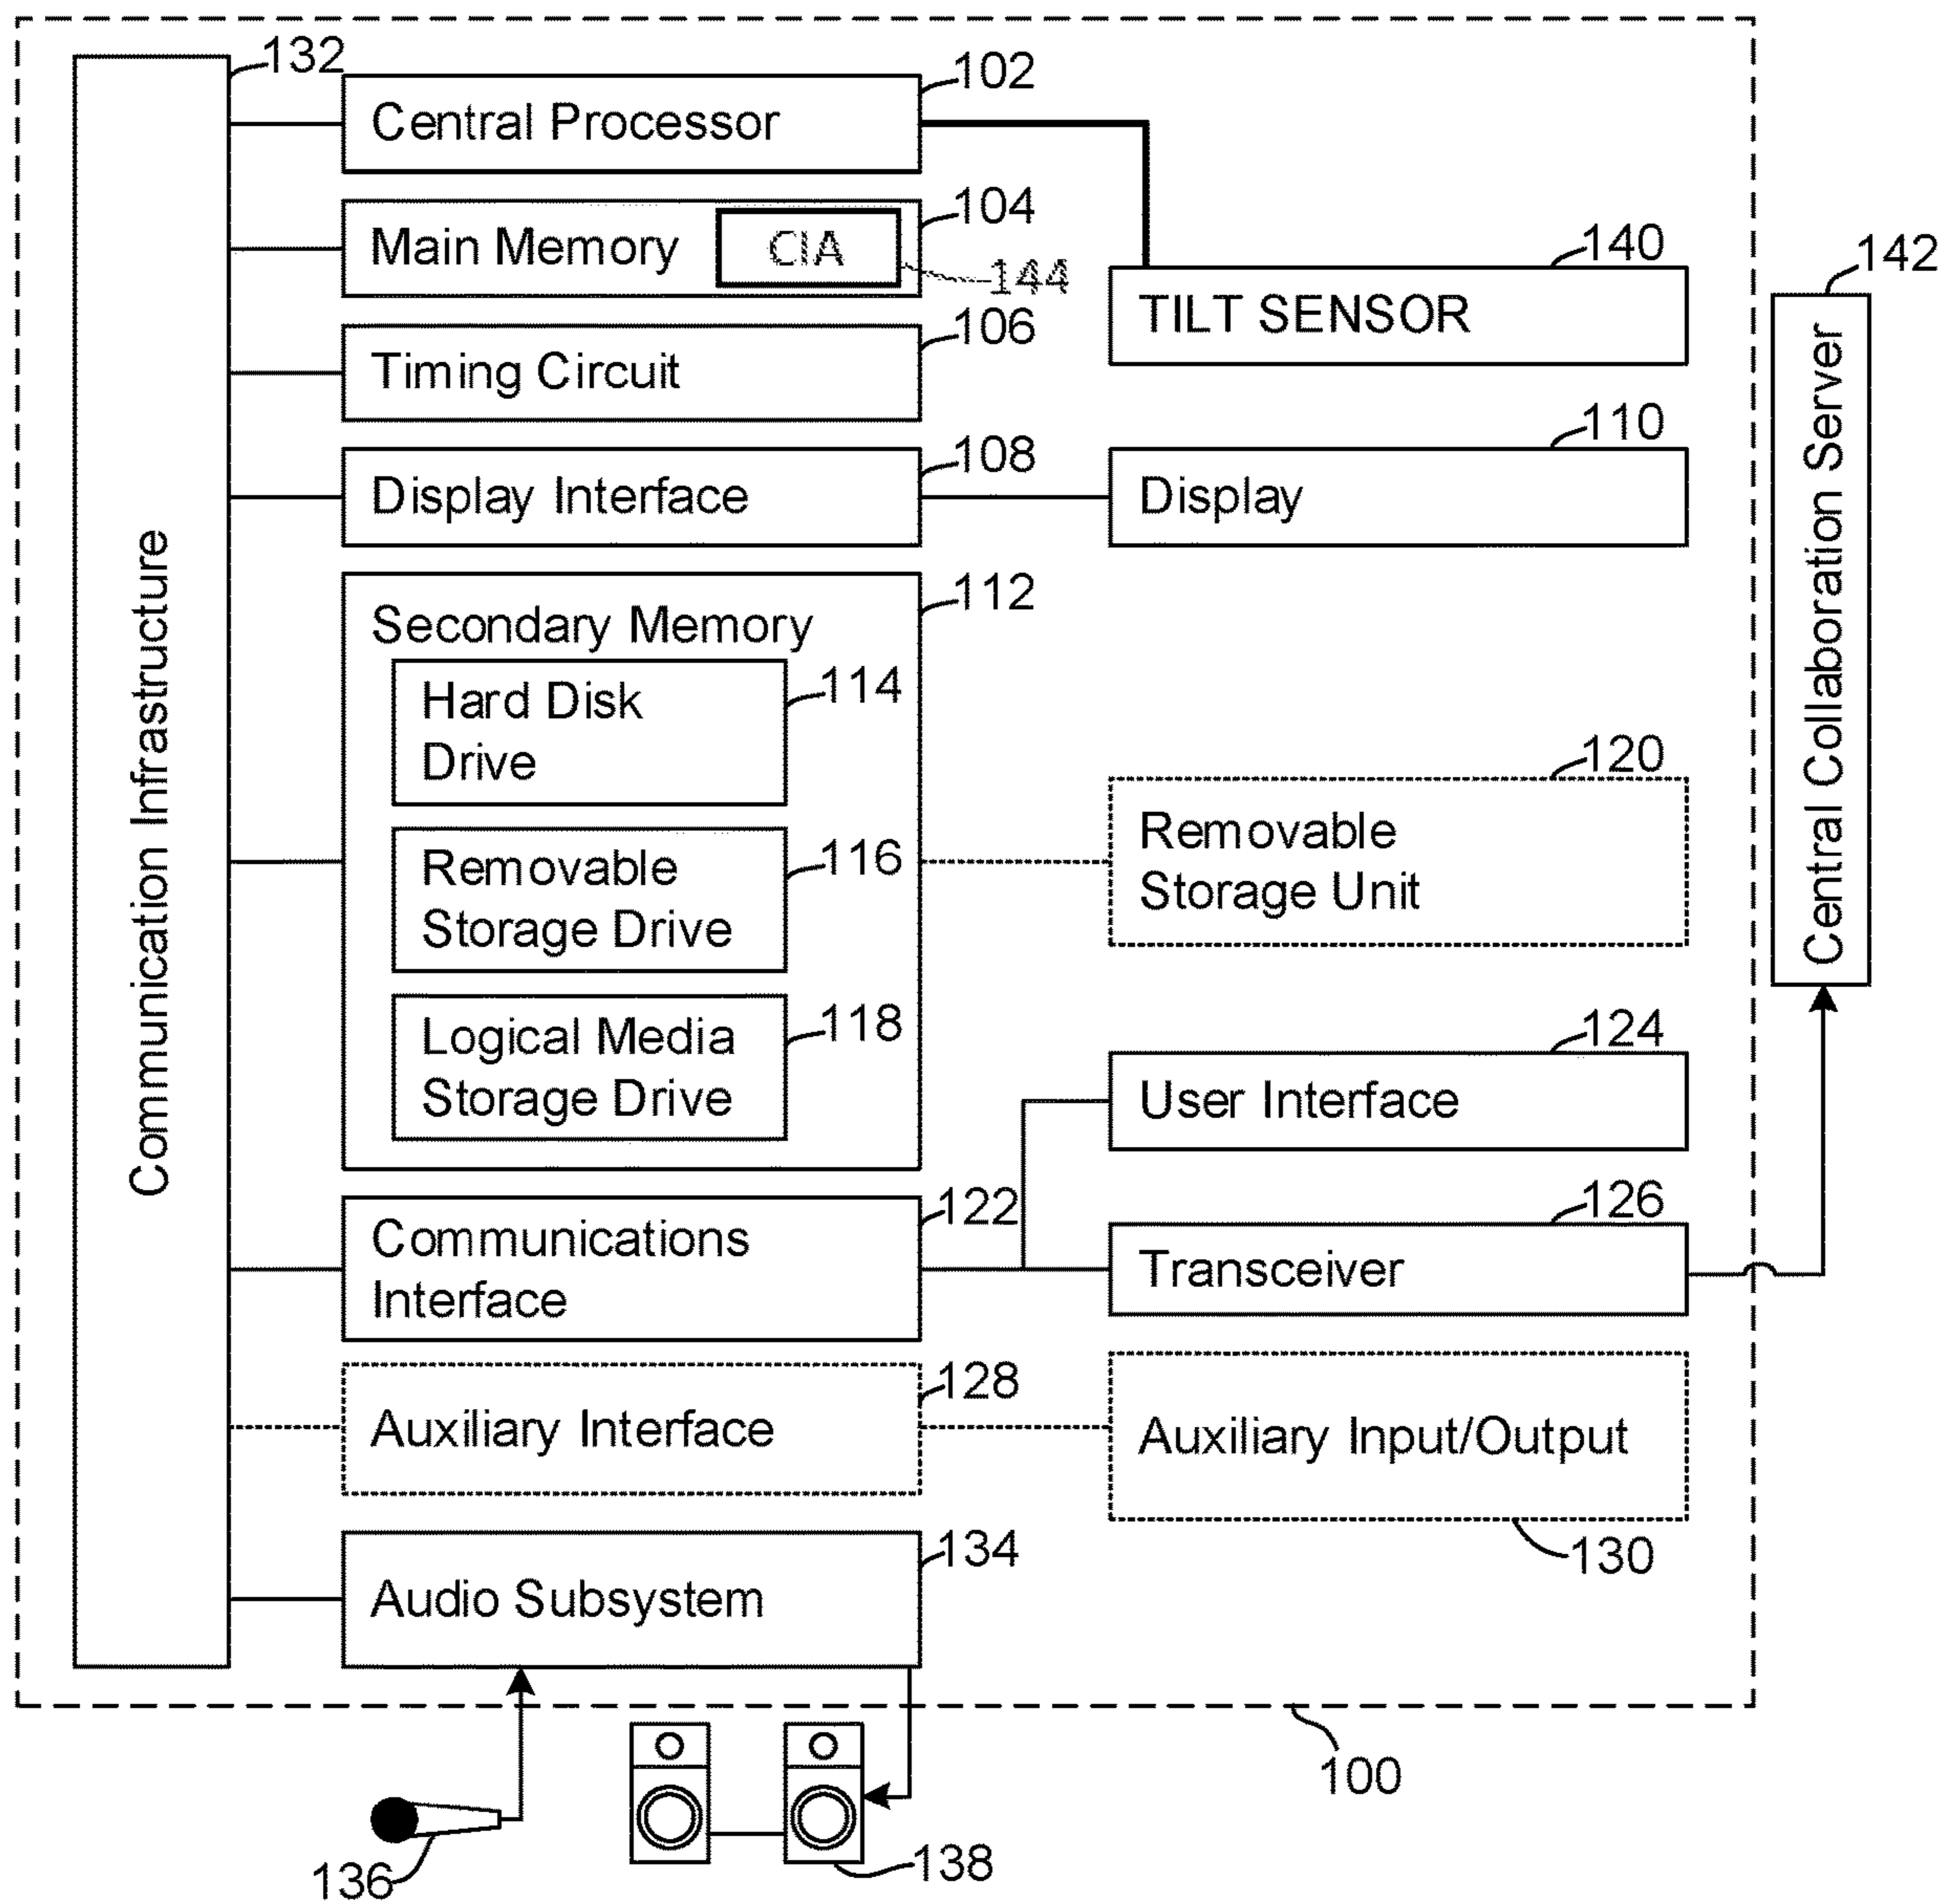 132
102
Central Processor
104
Main Memory
CIA
144
140
142
TILT SENSOR
106
Timing Circuit
108
Display Interface
110
Display
Central Collaboration Server
Communication Infrastructure
112
Secondary Memory
114
Hard Disk
Drive
116
Removable
Storage Drive
120
Removable
Storage Unit
118
Logical Media
Storage Drive
124
User Interface
122
Communications
Interface
126
Transceiver
128
Auxiliary Interface
Auxiliary Input/Output
130
134
Audio Subsystem
100
136
138